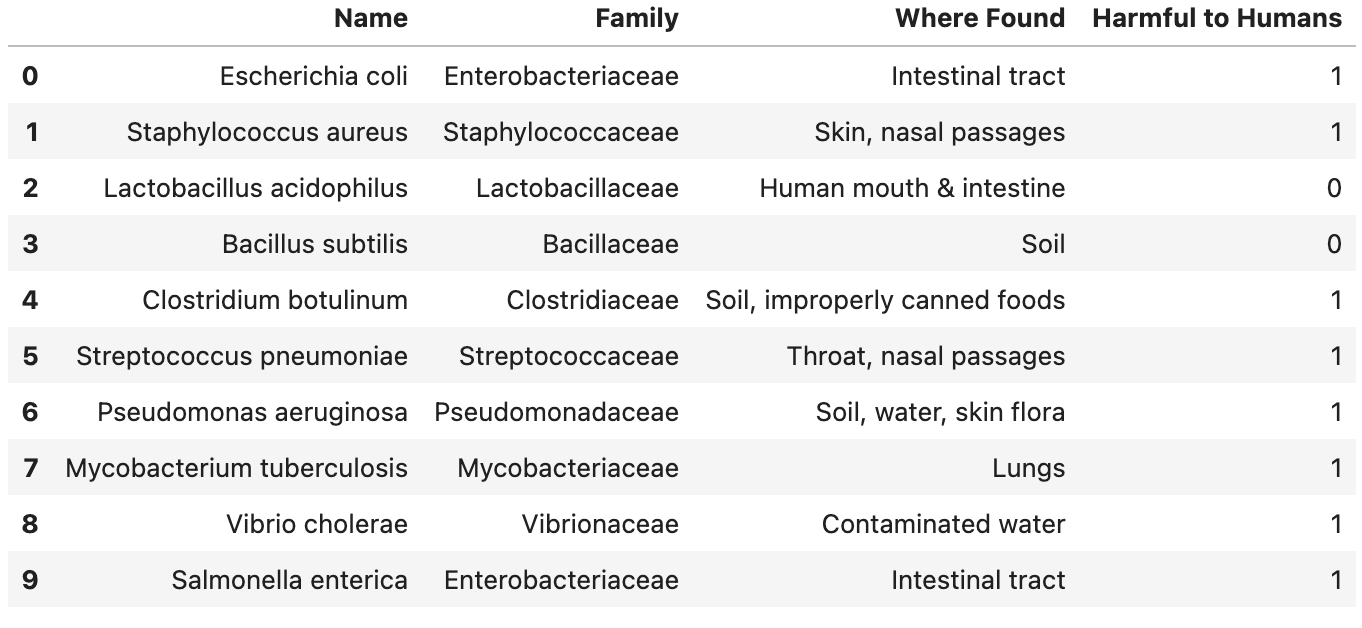 Name Family Where Found Harmful to Humans
0 Escherichia coli Enterobacteriaceae Intestinal tract 1
1 Staphylococcus aureus Staphylococcaceae Skin, nasal passages 1
2 Lactobacillus acidophilus Lactobacillaceae Human mouth & intestine 0
3 Bacillus subtilis Bacillaceae Soil 0
4 Clostridium botulinum Clostridiaceae Soil, improperly canned foods 1
5 Streptococcus pneumoniae Streptococcaceae Throat, nasal passages 1
6 Pseudomonas aeruginosa Pseudomonadaceae Soil, water, skin flora 1
7 Mycobacterium tuberculosis Mycobacteriaceae Lungs 1
8 Vibrio cholerae Vibrionaceae Contaminated water 1
9 Salmonella enterica Enterobacteriaceae Intestinal tract 1